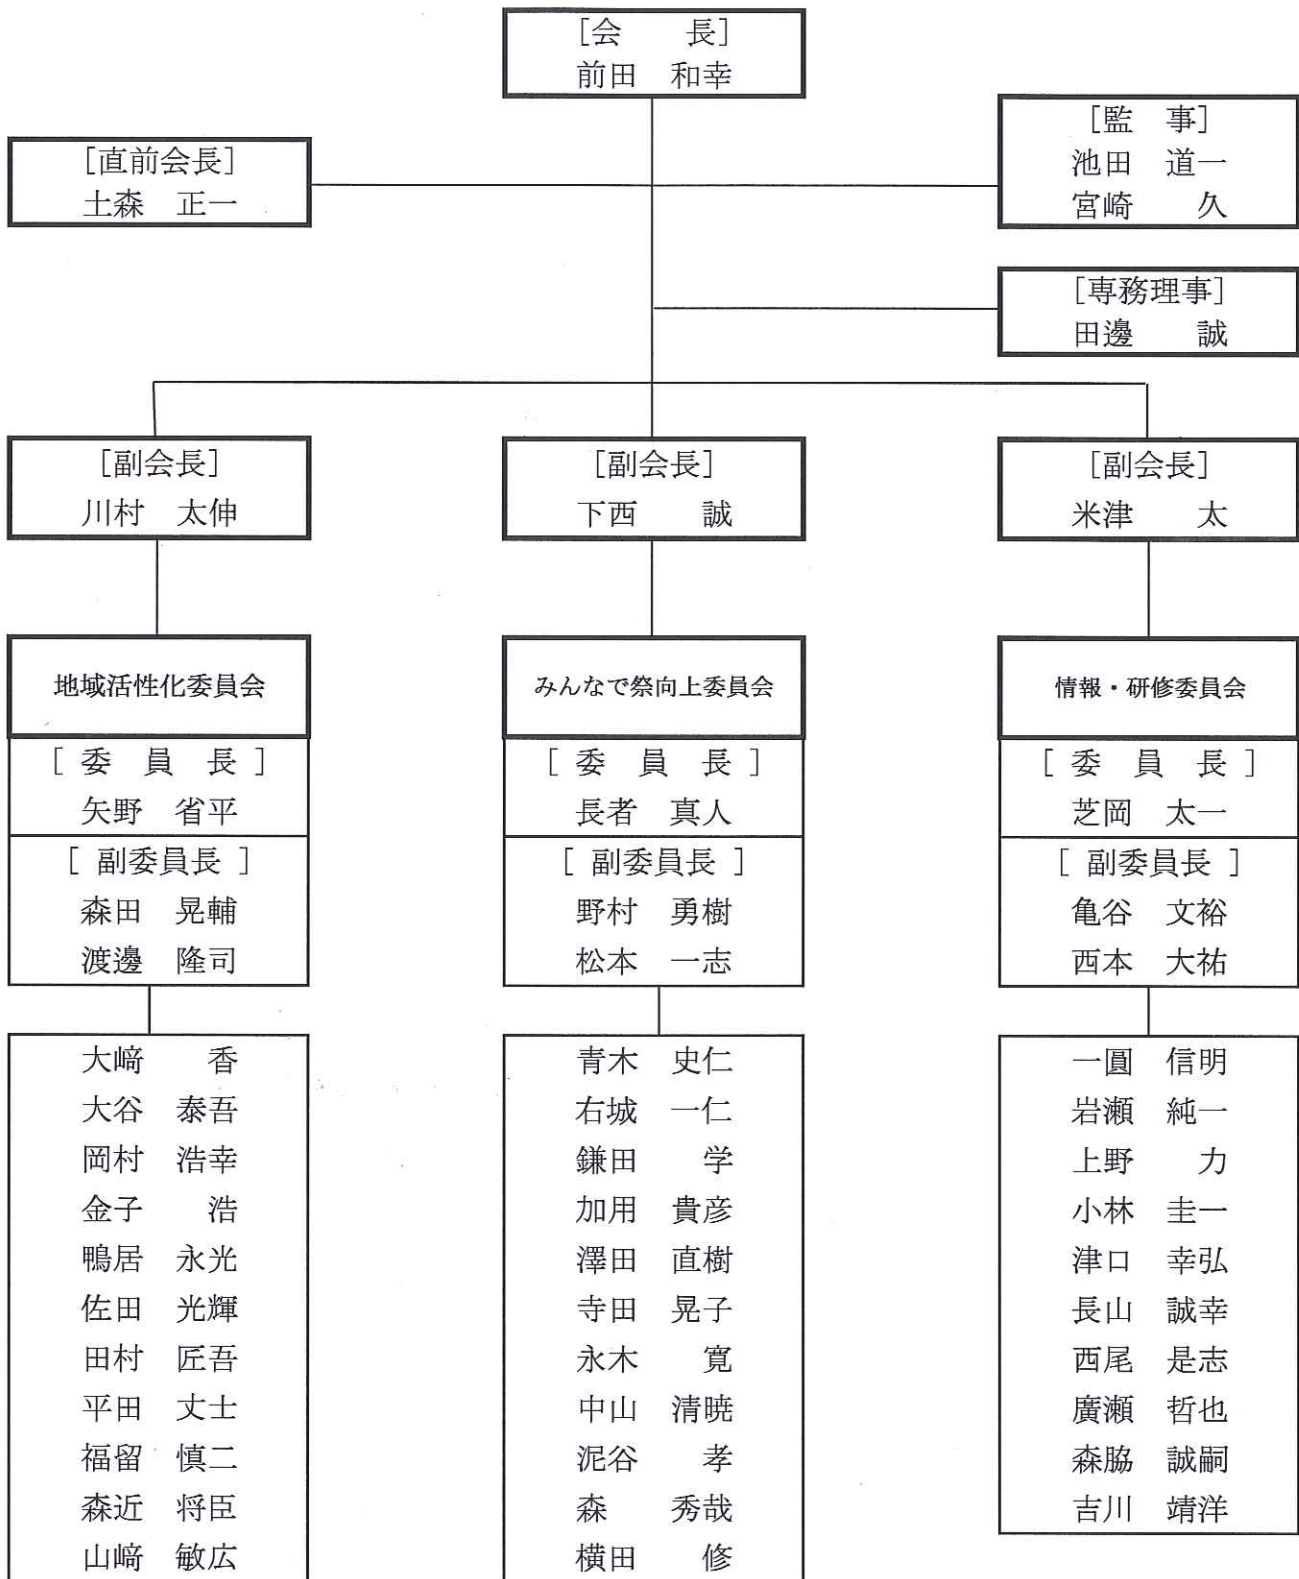 [会　　長]
前田　和幸
[監　事]
池田　道一
宮崎　　久
[直前会長]
土森　正一
[専務理事]
田邊　　誠
[副会長]
川村　太伸
[副会長]
下西　　誠
[副会長]
米津　　太
地域活性化委員会
[ 委　員　長 ]
矢野　省平
[ 副委員長 ]
森田　晃輔
渡邊　隆司
大﨑　　香
大谷　泰吾
岡村　浩幸
金子　　浩
鴨居　永光
佐田　光輝
田村　匠吾
平田　丈士
福留　慎二
森近　将臣
山﨑　敏広
みんなで祭向上委員会
[ 委　員　長 ]
長者　真人
[ 副委員長 ]
野村　勇樹
松本　一志
青木　史仁
右城　一仁
鎌田　　学
加用　貴彦
澤田　直樹
寺田　晃子
永木　　寛
中山　清暁
泥谷　　孝
森　　秀哉
横田　　修
情報・研修委員会
[ 委　員　長 ]
芝岡　太一
[ 副委員長 ]
亀谷　文裕
西本　大祐
一圓　信明
岩瀬　純一
上野　　力
小林　圭一
津口　幸弘
長山　誠幸
西尾　是志
廣瀬　哲也
森脇　誠嗣
吉川　靖洋